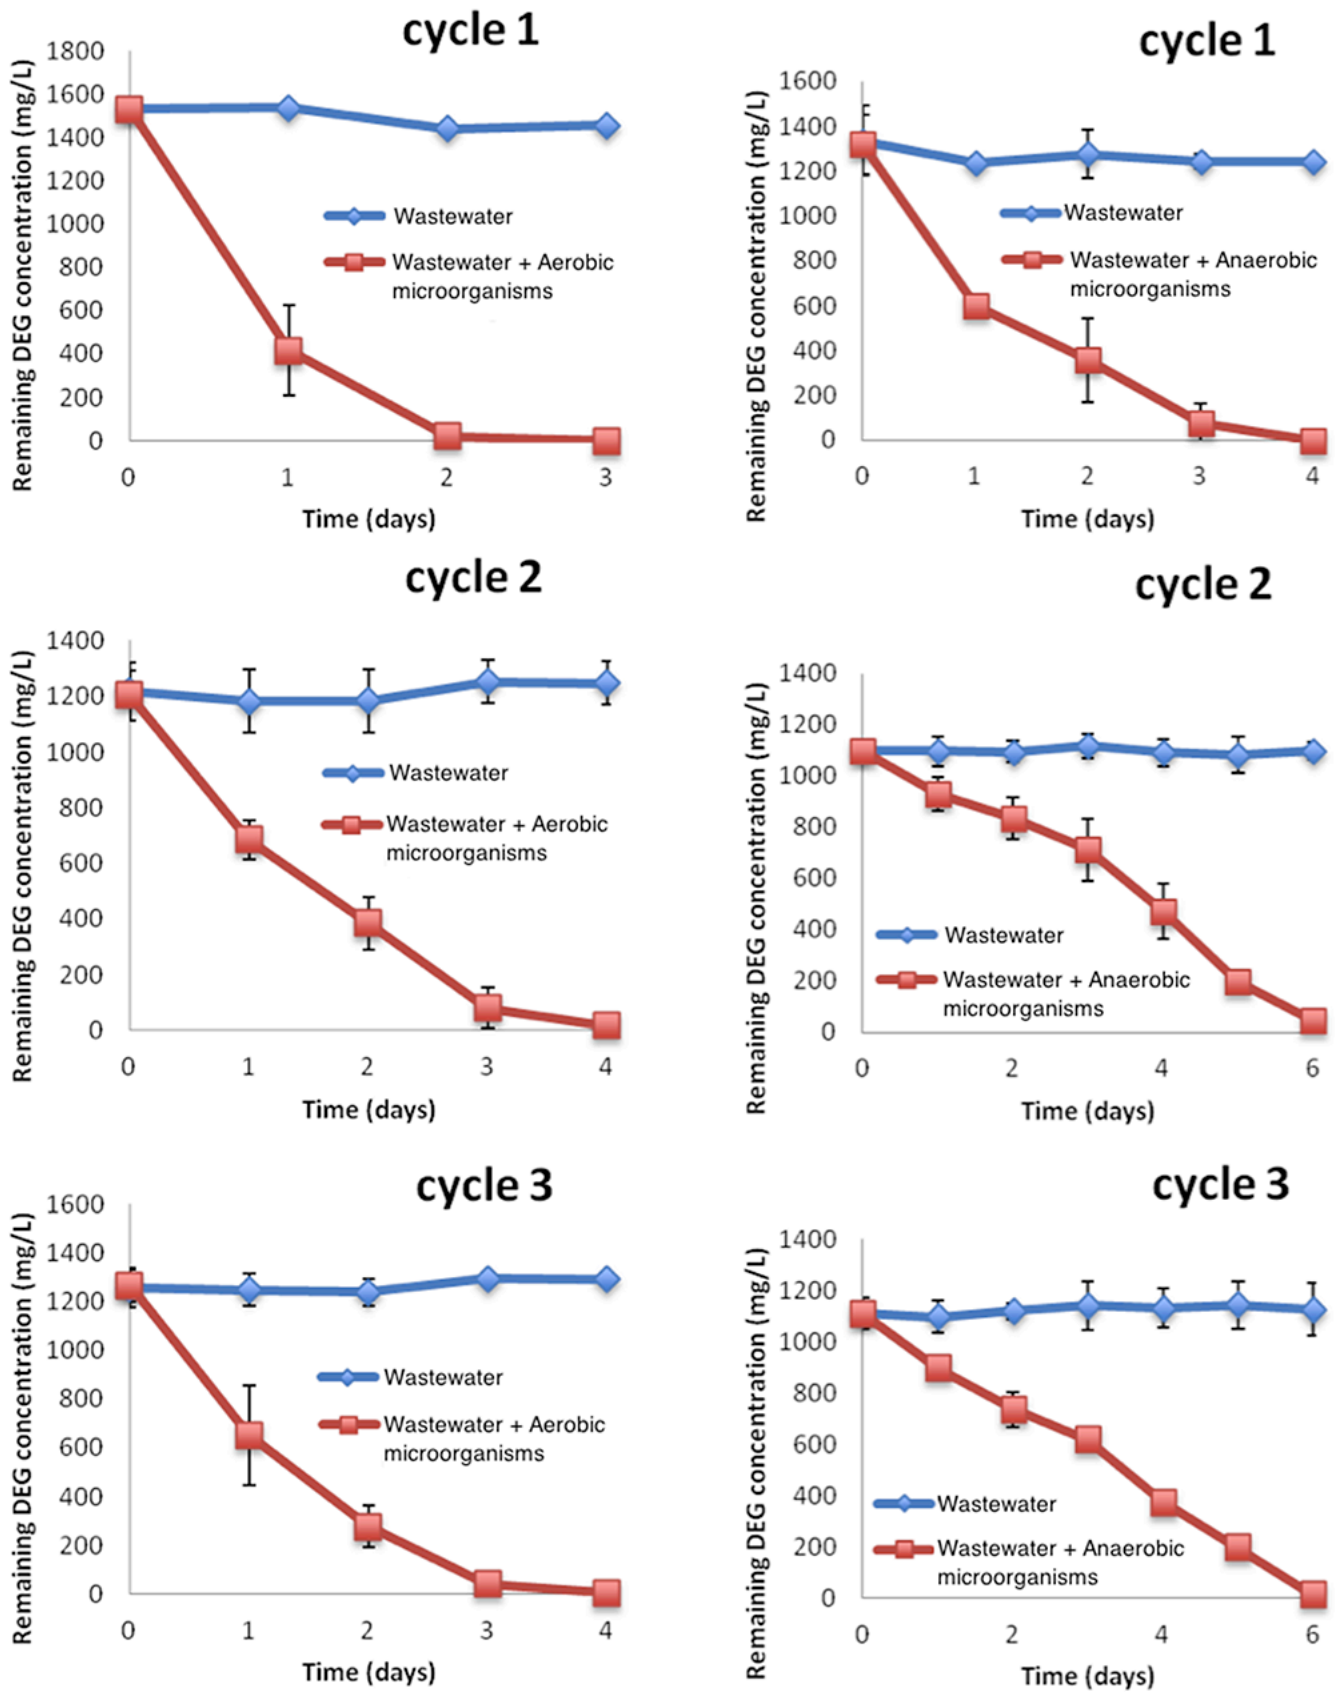 cycle 1
Remaining DEG concentration (mg/L)
1800
1600
1400
1200
1000
800
600
400
200
0
Wastewater
Wastewater + Aerobic
microorganisms
0 1 2 3
Time (days)
cycle 1
Remaining DEG concentration (mg/L)
1600
1400
1200
1000
800
600
400
200
0
Wastewater
Wastewater + Anaerobic
microorganisms
0 1 2 3 4
Time (days)
cycle 2
Remaining DEG concentration (mg/L)
1400
1200
1000
800
600
400
200
0
Wastewater
Wastewater + Aerobic
microorganisms
0 1 2 3 4
Time (days)
cycle 2
Remaining DEG concentration (mg/L)
1400
1200
1000
800
600
400
200
0
Wastewater
Wastewater + Anaerobic
microorganisms
0 2 4 6
Time (days)
cycle 3
Remaining DEG concentration (mg/L)
1600
1400
1200
1000
800
600
400
200
0
Wastewater
Wastewater + Aerobic
microorganisms
0 1 2 3 4
Time (days)
cycle 3
Remaining DEG concentration (mg/L)
1400
1200
1000
800
600
400
200
0
Wastewater
Wastewater + Anaerobic
microorganisms
0 2 4 6
Time (days)